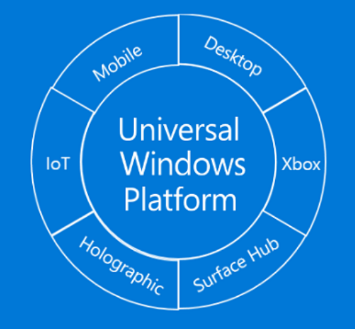 Mobile
Desktop
IoT
Universal
Windows
Platform
Xbox
Holographic
Surface Hub